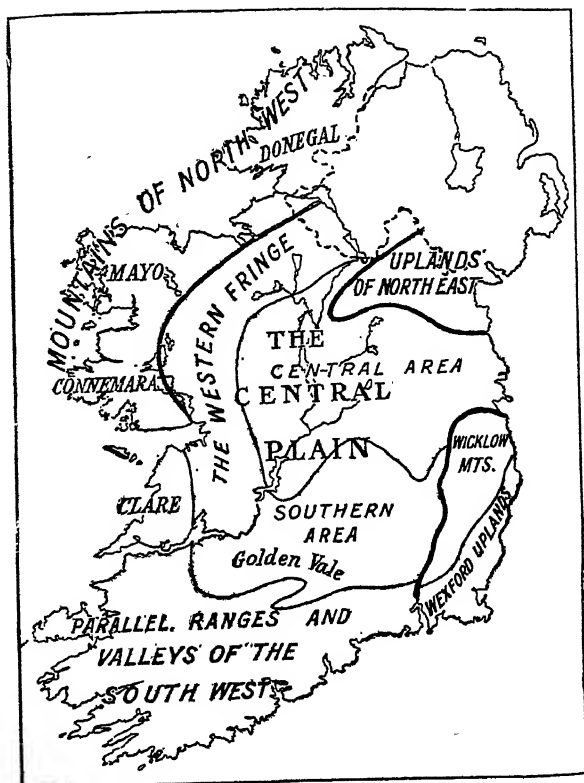 MOUNTAINS OF NORTH WEST
DONEGAL
MAYO
CONNEMARA
THE WESTERN FRINGE
UPLANDS
OF NORTH EAST
THE
CENTRAL AREA
CENTRAL
PLAIN
WICKLOW
MTS.
CLARE
SOUTHERN
AREA
Golden Vale
WEXFORD UPLANDS
PARALLEL. RANGES AND
VALLEYS OF THE
SOUTH WEST